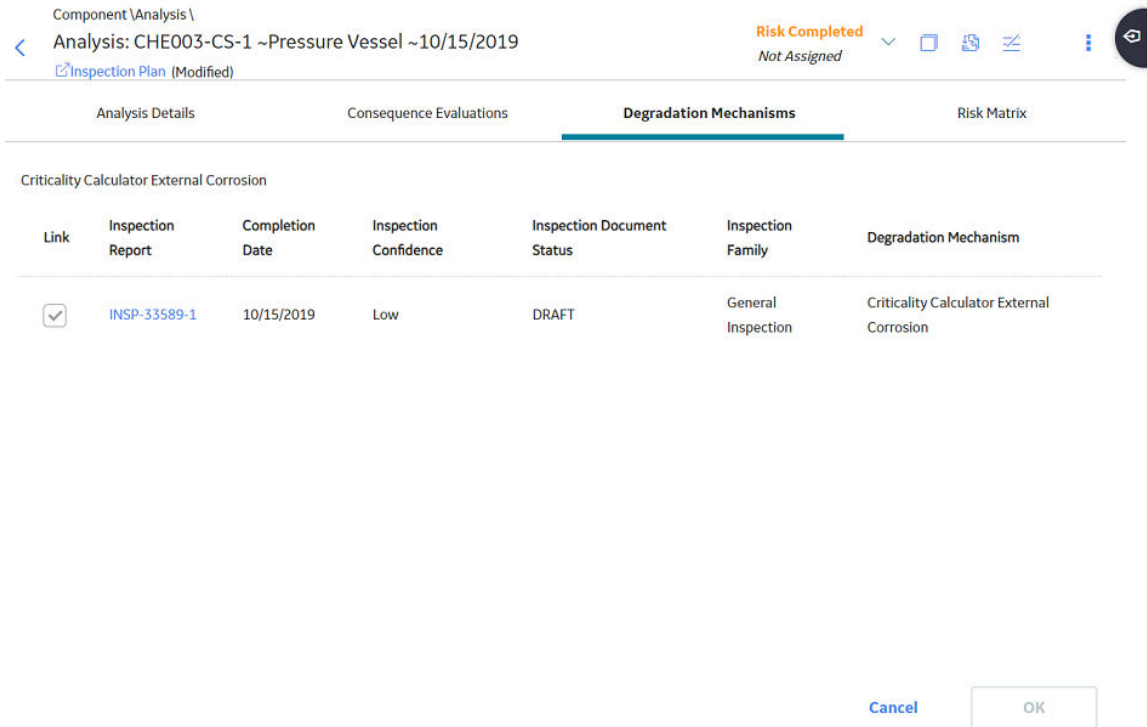 Component \Analysis \
Analysis: CHE003-CS-1 ~Pressure Vessel ~10/15/2019
Risk Completed
Not Assigned
Inspection Plan (Modified)
Analysis Details
Consequence Evaluations
Degradation Mechanisms
Risk Matrix
Criticality Calculator External Corrosion
Link
Inspection
Report
Completion
Date
Inspection
Confidence
Inspection Document
Status
Inspection
Family
Degradation Mechanism
INSP-33589-1
10/15/2019
Low
DRAFT
General
Inspection
Criticality Calculator External
Corrosion
Cancel
OK